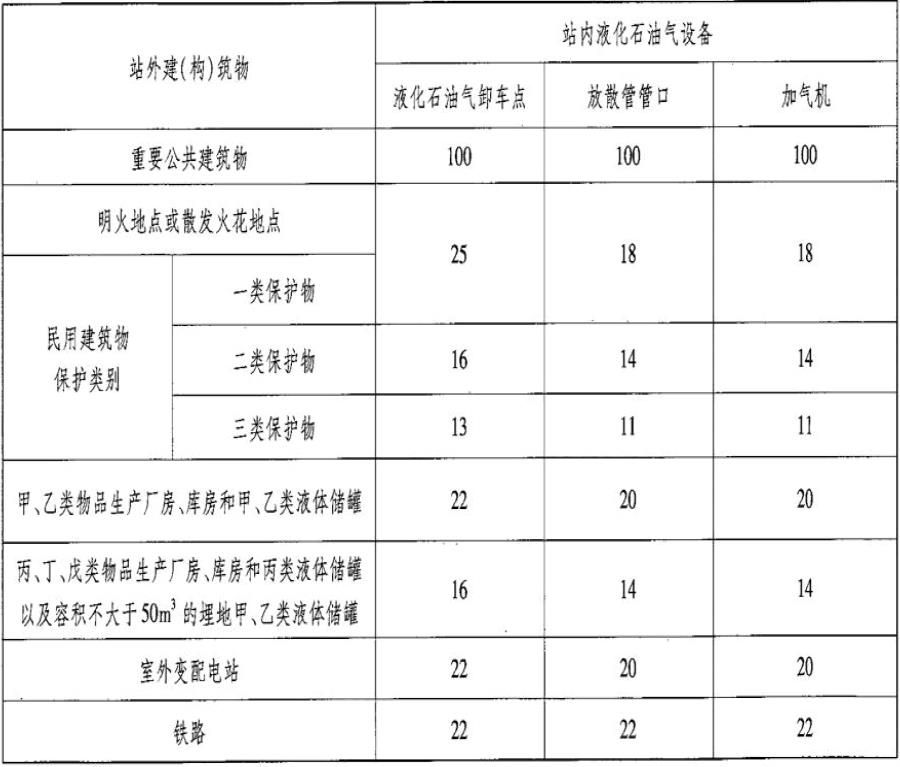 站外建(构)筑物
站内液化石油气设备
液化石油气卸车点 放散管管口 加气机
重要公共建筑物 100 100 100
明火地点或散发火花地点
25 18 18
民用建筑物
保护类别
一类保护物
二类保护物 16 14 14
三类保护物 13 11 11
甲、乙类物品生产厂房、库房和甲、乙类液体储罐 22 20 20
丙、丁、戊类物品生产厂房、库房和丙类液体储罐
以及容积不大于50m³的埋地甲、乙类液体储罐 16 14 14
室外变配电站 22 20 20
铁路 22 22 22